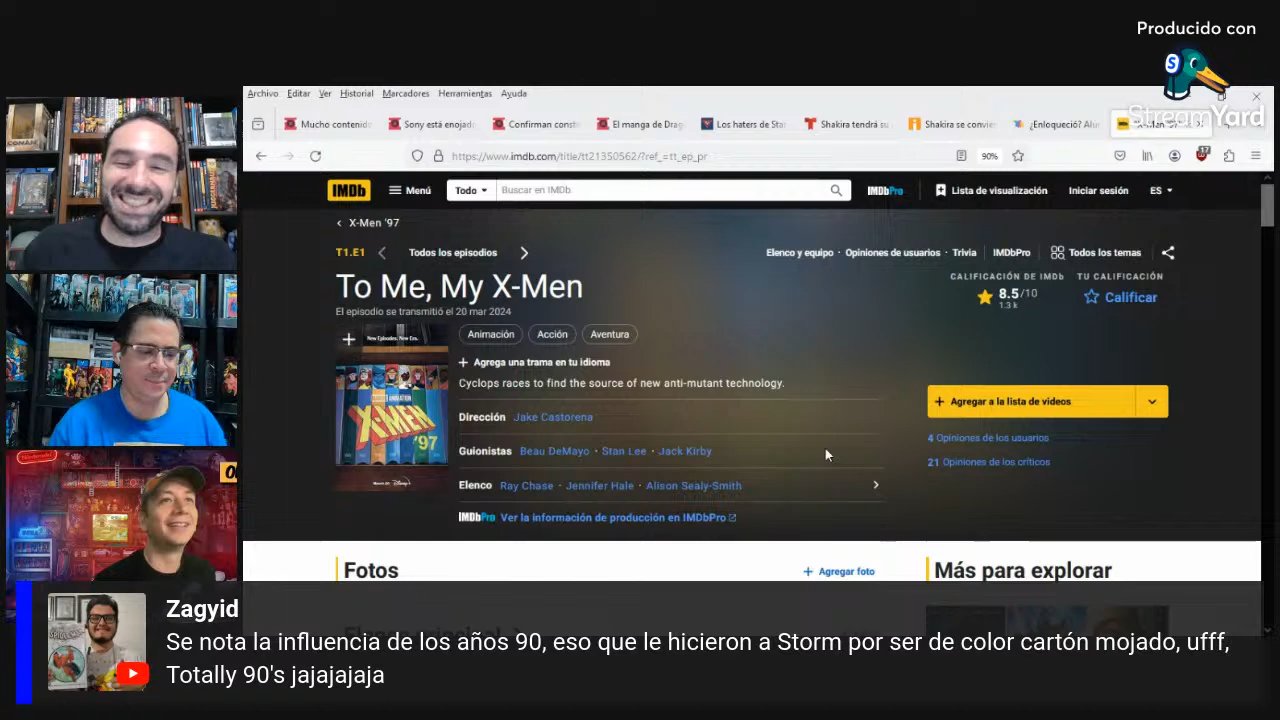 Producido con
StreamYard
Archivo Editar Ver Historial Marcadores Herramientas Ayuda
Mucho contenido
Sony está enojado
Confirman const
El manga de Drag
Los haters de Star
Shakira tendrá su
Shakira se convier
¿Enloqueció? Alu
https://www.imdb.com/title/tt21350562/?ref_=tt_ep_pr
90%
17
IMDb
Menú
Todo
Buscar en IMDb
IMDbPro
Lista de visualización
Iniciar sesión
ES
X-Men '97
T1.E1
Todos los episodios
Elenco y equipo · Opiniones de usuarios · Trivia
IMDbPro
Todos los temas
To Me, My X-Men
El episodio se transmitió el 20 mar 2024
CALIFICACIÓN DE IMDb
8.5/10
1.3 k
TU CALIFICACIÓN
Calificar
New Episodes. New Era.
X-MEN
'97
Disney+
Animación
Acción
Aventura
+ Agrega una trama en tu idioma
Cyclops races to find the source of new anti-mutant technology.
Dirección Jake Castorena
Guionistas Beau DeMayo · Stan Lee · Jack Kirby
Elenco Ray Chase · Jennifer Hale · Alison Sealy-Smith
IMDbPro Ver la información de producción en IMDbPro
+ Agregar a la lista de videos
4 Opiniones de los usuarios
21 Opiniones de los críticos
Fotos
+ Agregar foto
Más para explorar
Zagyid
Se nota la influencia de los años 90, eso que le hicieron a Storm por ser de color cartón mojado, ufff,
Totally 90's jajajajaja